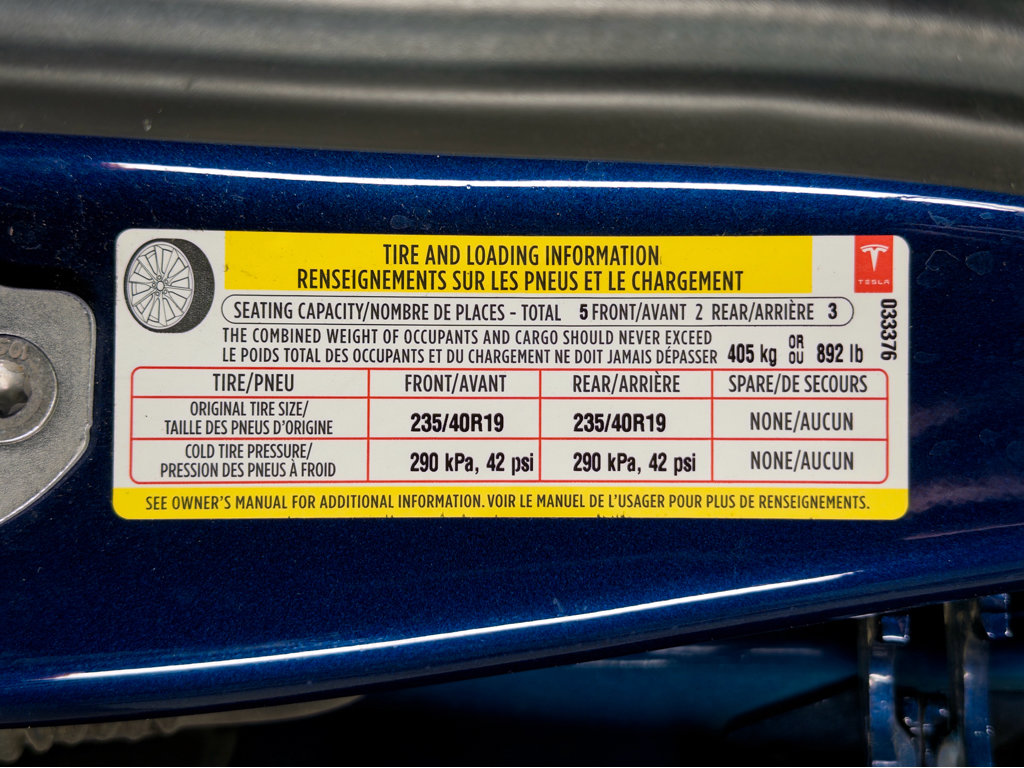 TIRE AND LOADING INFORMATION
RENSEIGNEMENTS SUR LES PNEUS ET LE CHARGEMENT
TESLA
SEATING CAPACITY/NOMBRE DE PLACES - TOTAL 5 FRONT/AVANT 2 REAR/ARRIÈRE 3
033376
THE COMBINED WEIGHT OF OCCUPANTS AND CARGO SHOULD NEVER EXCEED
LE POIDS TOTAL DES OCCUPANTS ET DU CHARGEMENT NE DOIT JAMAIS DÉPASSER
405 kg OR OU 892 lb
TIRE/PNEU FRONT/AVANT REAR/ARRIÈRE SPARE/DE SECOURS
ORIGINAL TIRE SIZE/
TAILLE DES PNEUS D'ORIGINE
235/40R19 235/40R19 NONE/AUCUN
COLD TIRE PRESSURE/
PRESSION DES PNEUS À FROID
290 kPa, 42 psi 290 kPa, 42 psi NONE/AUCUN
SEE OWNER'S MANUAL FOR ADDITIONAL INFORMATION. VOIR LE MANUEL DE L'USAGER POUR PLUS DE RENSEIGNEMENTS.